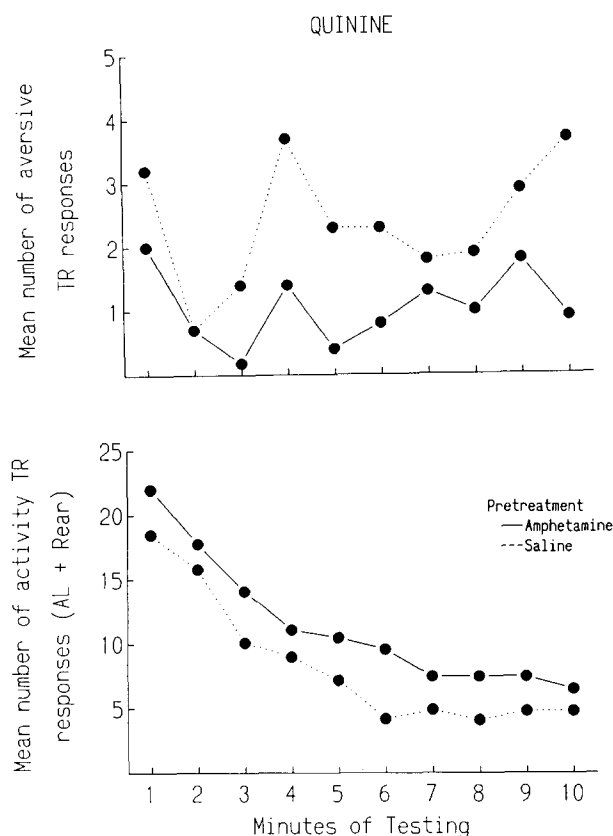 QUININE
Mean number of aversive
TR responses
5
4
3
2
1
Mean number of activity TR
responses (AL + Rear)
25
20
15
10
5
Pretreatment
Amphetamine
Saline
1 2 3 4 5 6 7 8 9 10
Minutes of Testing